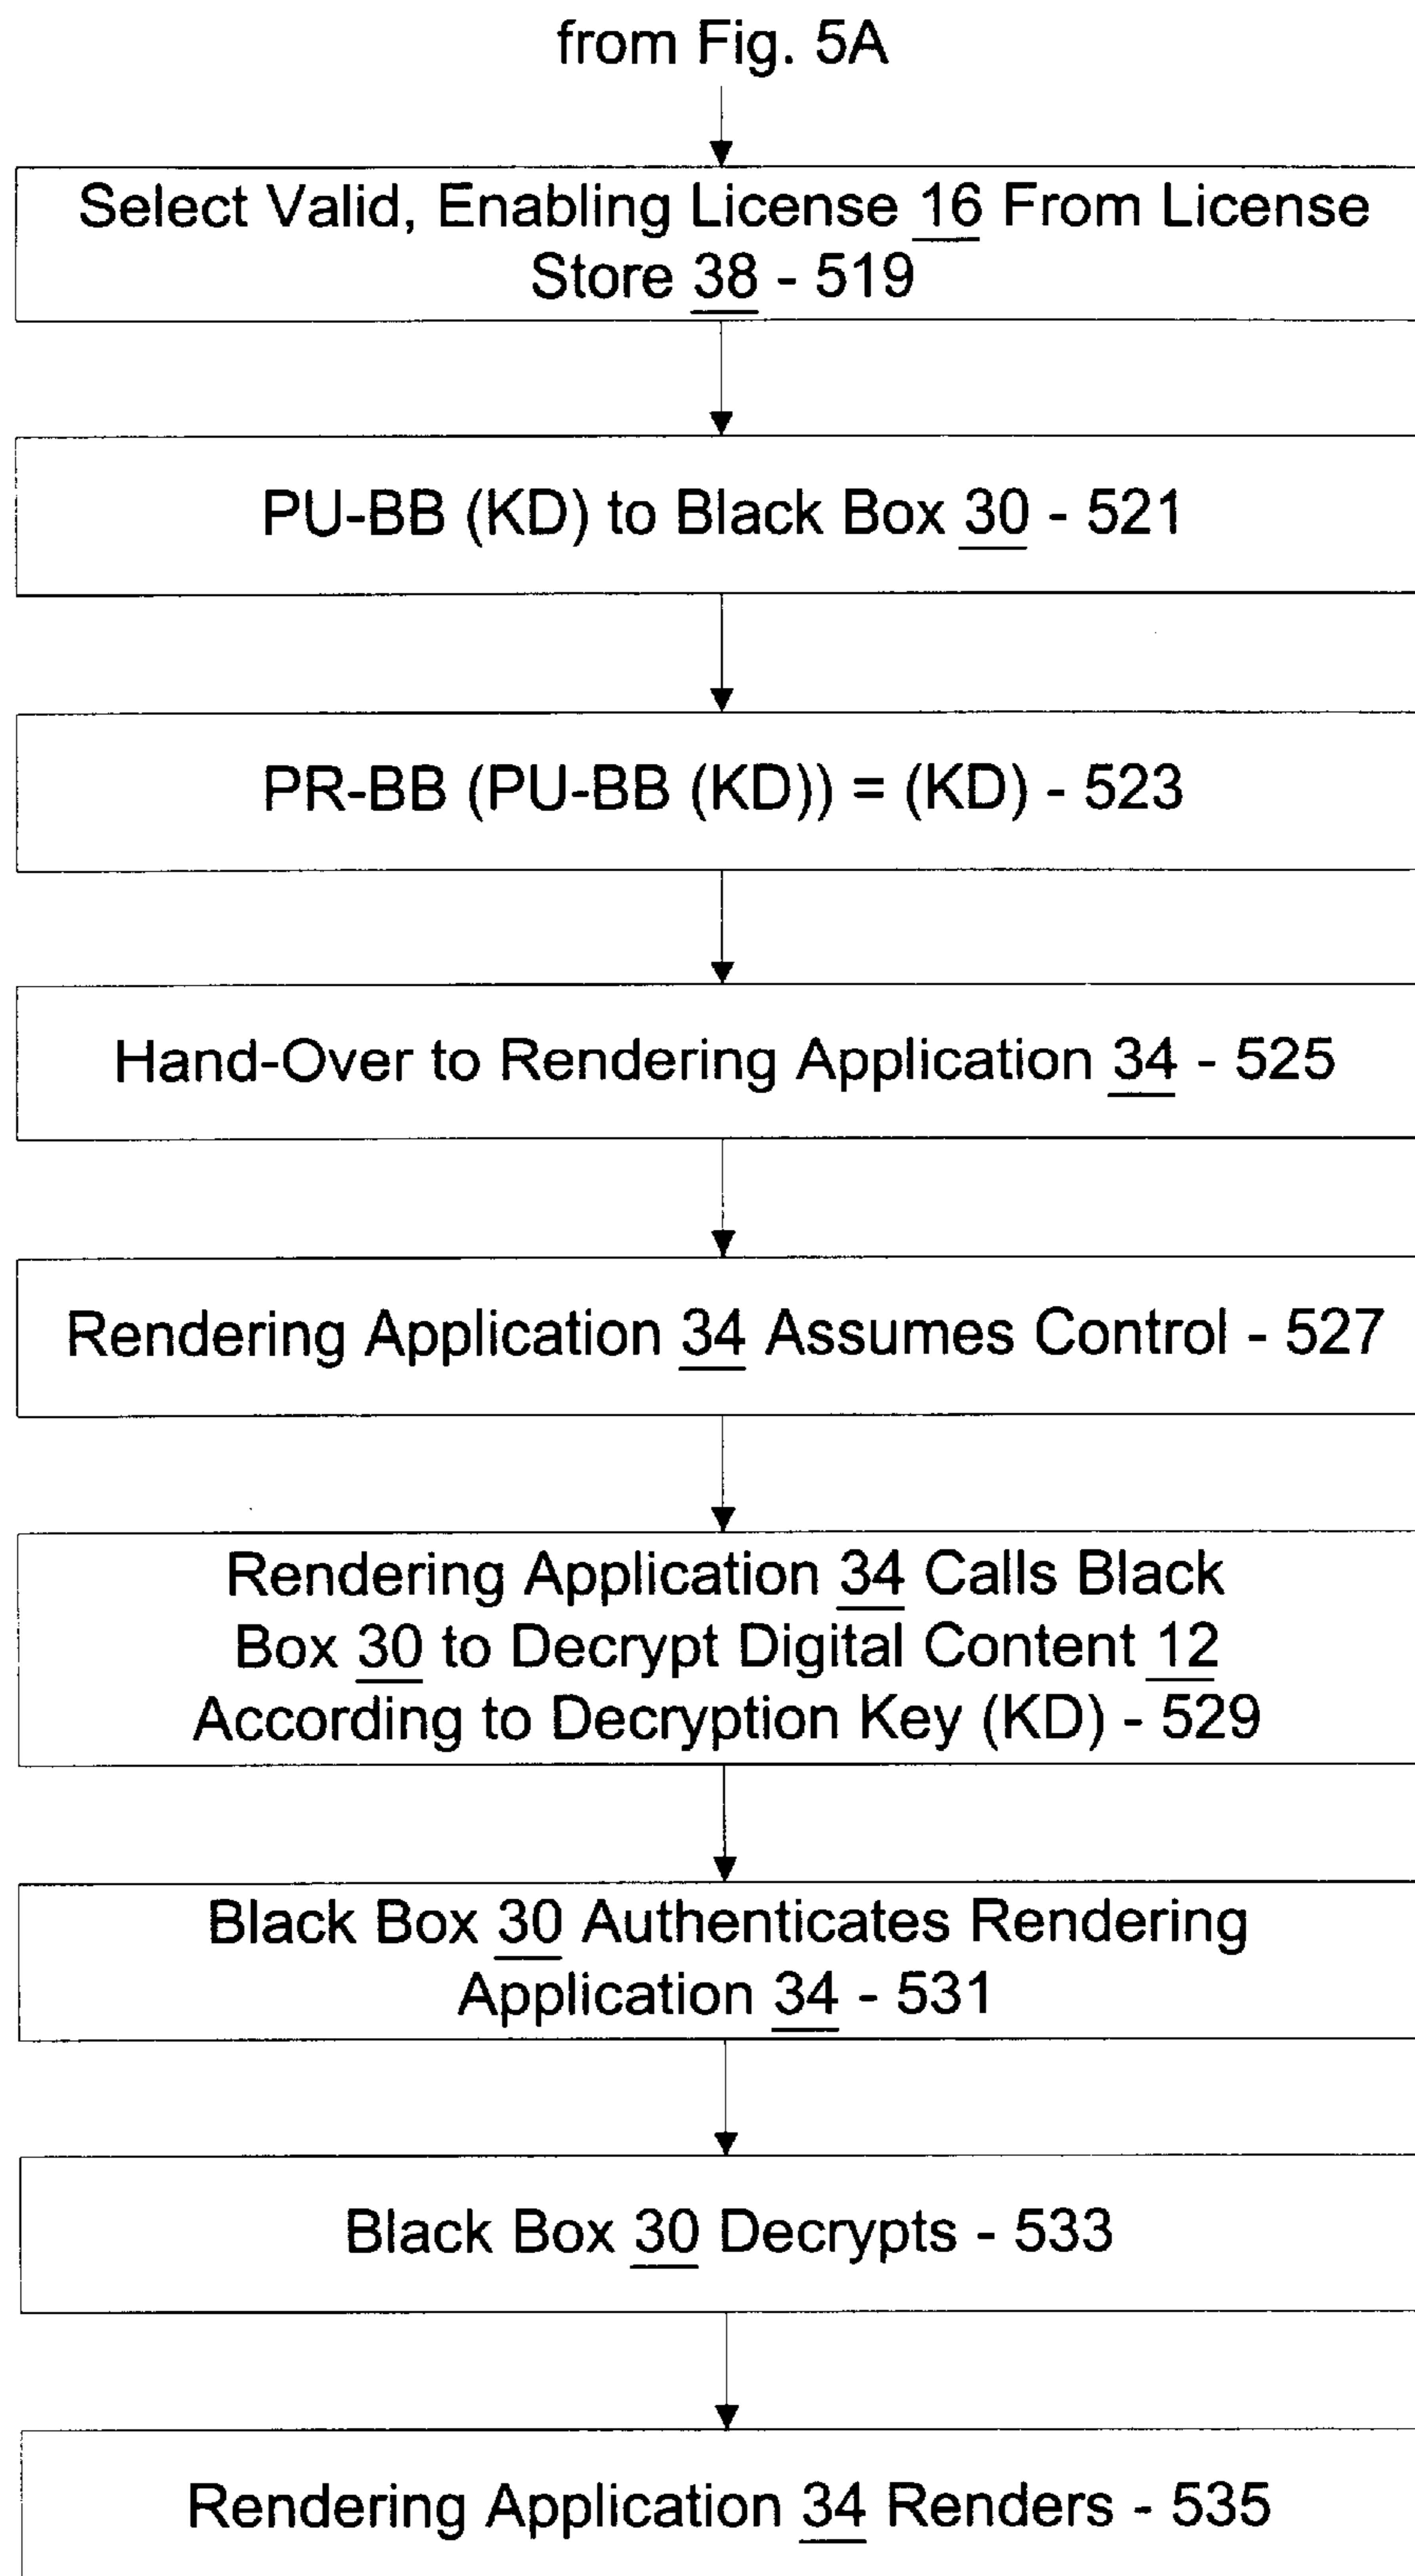 from Fig. 5A
Select Valid, Enabling License 16 From License
Store 38 - 519
PU-BB (KD) to Black Box 30 - 521
PR-BB (PU-BB (KD)) = (KD) - 523
Hand-Over to Rendering Application 34 - 525
Rendering Application 34 Assumes Control - 527
Rendering Application 34 Calls Black
Box 30 to Decrypt Digital Content 12
According to Decryption Key (KD) - 529
Black Box 30 Authenticates Rendering
Application 34 - 531
Black Box 30 Decrypts - 533
Rendering Application 34 Renders - 535